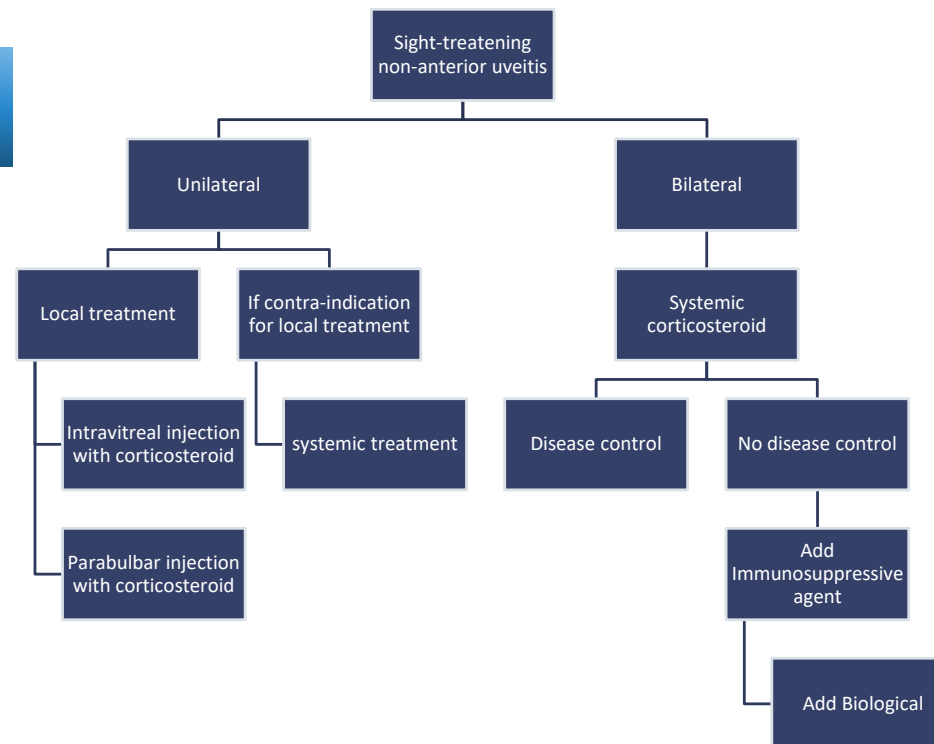 Sight-treatening
non-anterior uveitis
Unilateral
Bilateral
Local treatment
If contra-indication
for local treatment
Systemic
corticosteroid
Intravitreal injection
with corticosteroid
systemic treatment
Disease control
No disease control
Parabulbar injection
with corticosteroid
Add
Immunosuppressive
agent
Add Biological